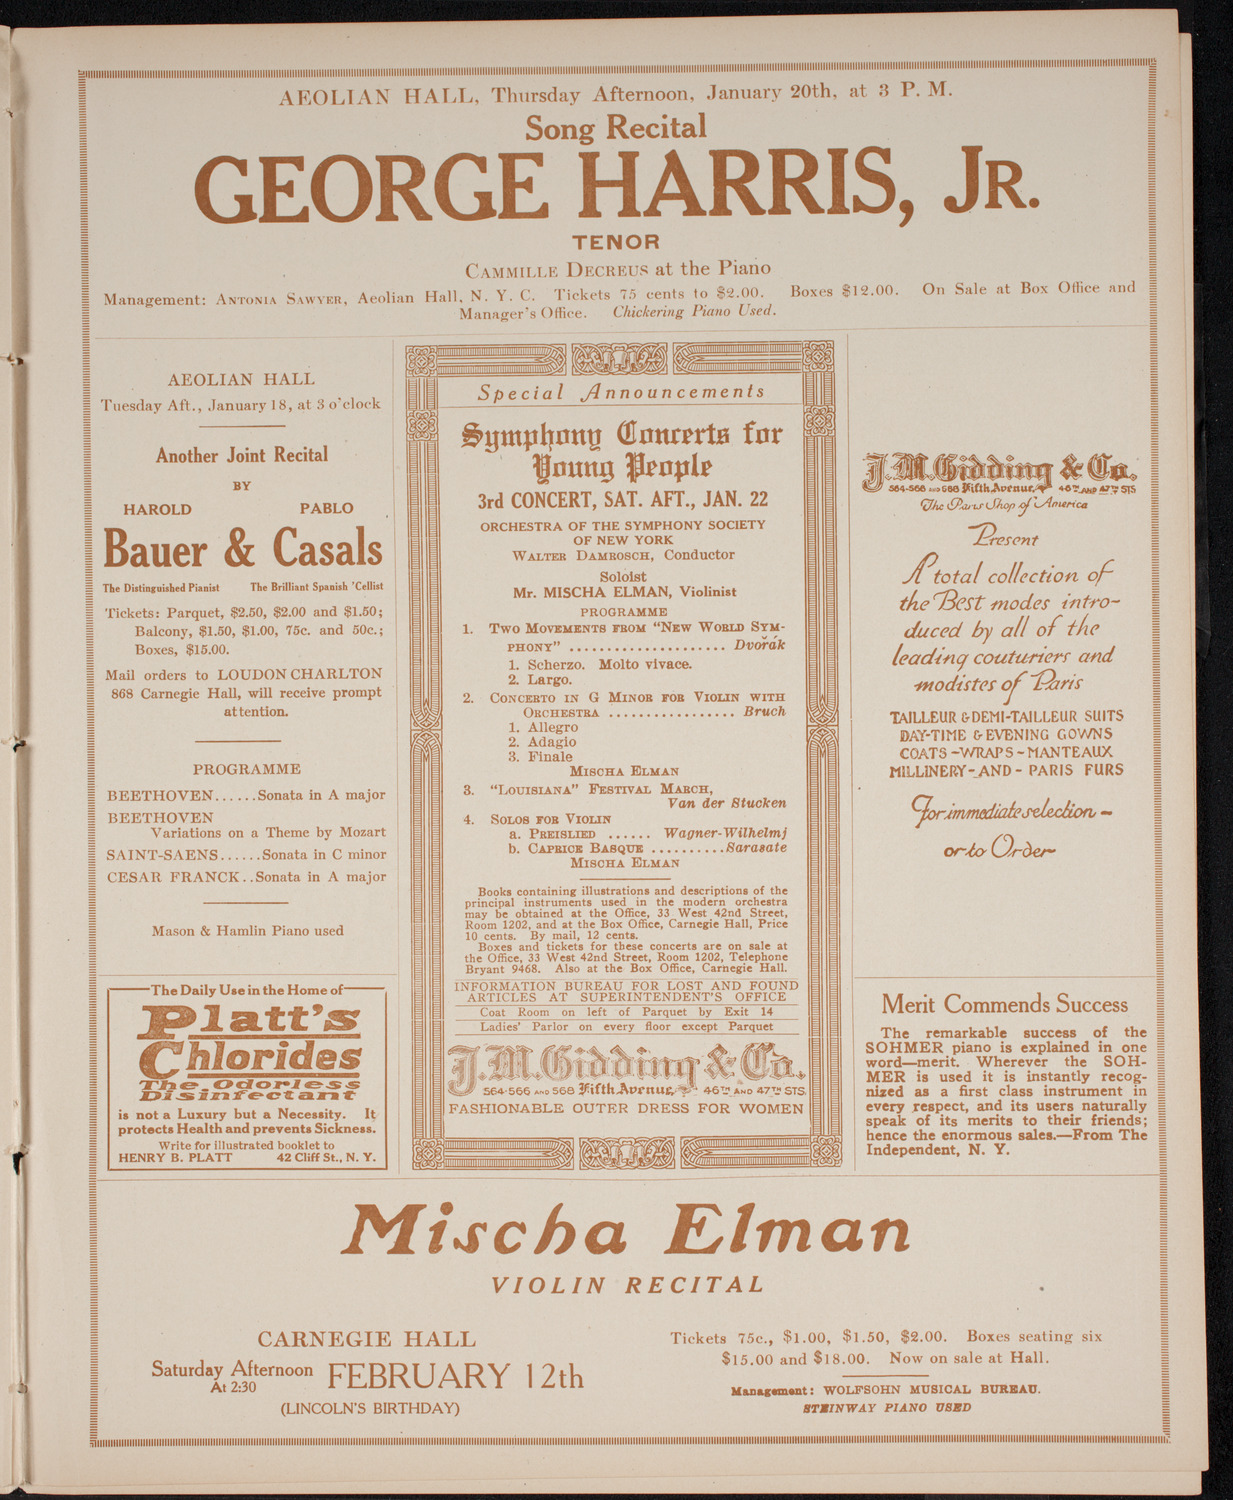 AEOLIAN HALL, Thursday Afternoon, January 20th, at 3 P. M.
Song Recital
GEORGE HARRIS, JR.
TENOR
CAMMILLE DECREUS at the Piano
Management: ANTONIA SAWYER, Aeolian Hall, N. Y. C. Tickets 75 cents to $2.00. Boxes $12.00. On Sale at Box Office and
Manager's Office. Chickering Piano Used.
AEOLIAN HALL
Tuesday Aft., January 18, at 3 o'clock
Another Joint Recital
BY
HAROLD PABLO
Bauer & Casals
The Distinguished Pianist The Brilliant Spanish 'Cellist
Tickets: Parquet, $2.50, $2.00 and $1.50;
Balcony, $1.50, $1.00, 75c. and 50c.;
Boxes, $15.00.
Mail orders to LOUDON CHARLTON
868 Carnegie Hall, will receive prompt
attention.
PROGRAMME
BEETHOVEN......Sonata in A major
BEETHOVEN
Variations on a Theme by Mozart
SAINT-SAENS......Sonata in C minor
CESAR FRANCK..Sonata in A major
Mason & Hamlin Piano used
The Daily Use in the Home of
Platt's
Chlorides
The Odorless
Disinfectant
is not a Luxury but a Necessity. It
protects Health and prevents Sickness.
Write for illustrated booklet to
HENRY B. PLATT 42 Cliff St., N. Y.
Special Announcements
Symphony Concerts for
Young People
3rd CONCERT, SAT. AFT., JAN. 22
ORCHESTRA OF THE SYMPHONY SOCIETY
OF NEW YORK
WALTER DAMROSCH, Conductor
Soloist
Mr. MISCHA ELMAN, Violinist
PROGRAMME
1. TWO MOVEMENTS FROM "NEW WORLD SYM-
PHONY" ..................... Dvořák
1. Scherzo. Molto vivace.
2. Largo.
2. CONCERTO IN G MINOR FOR VIOLIN WITH
ORCHESTRA ................. Bruch
1. Allegro
2. Adagio
3. Finale
MISCHA ELMAN
3. "LOUISIANA" FESTIVAL MARCH,
Van der Stucken
4. SOLOS FOR VIOLIN
a. PREISLIED ...... Wagner-Wilhelmj
b. CAPRICE BASQUE ..........Sarasate
MISCHA ELMAN
Books containing illustrations and descriptions of the
principal instruments used in the modern orchestra
may be obtained at the Office, 33 West 42nd Street,
Room 1202, and at the Box Office, Carnegie Hall, Price
10 cents. By mail, 12 cents.
Boxes and tickets for these concerts are on sale at
the Office, 33 West 42nd Street, Room 1202, Telephone
Bryant 9468. Also at the Box Office, Carnegie Hall.
INFORMATION BUREAU FOR LOST AND FOUND
ARTICLES AT SUPERINTENDENT'S OFFICE
Coat Room on left of Parquet by Exit 14
Ladies' Parlor on every floor except Parquet
J.M. Gidding & Co.
564-566 AND 568 Fifth Avenue, 46TH AND 47TH STS.
FASHIONABLE OUTER DRESS FOR WOMEN
J.M. Gidding & Co.
564-566 AND 568 Fifth Avenue, 46TH AND 47TH STS
The Paris Shop of America
Present
A total collection of
the Best modes intro-
duced by all of the
leading couturiers and
modistes of Paris
TAILLEUR & DEMI-TAILLEUR SUITS
DAY-TIME & EVENING GOWNS
COATS-WRAPS-MANTEAUX
MILLINERY-AND-PARIS FURS
For immediate selection -
or to Order
Merit Commends Success
The remarkable success of the
SOHMER piano is explained in one
word—merit. Wherever the SOH-
MER is used it is instantly recog-
nized as a first class instrument in
every respect, and its users naturally
speak of its merits to their friends;
hence the enormous sales.—From The
Independent, N. Y.
Mischa Elman
VIOLIN RECITAL
CARNEGIE HALL
Saturday Afternoon
At 2:30
FEBRUARY 12th
(LINCOLN'S BIRTHDAY)
Tickets 75c., $1.00, $1.50, $2.00. Boxes seating six
$15.00 and $18.00. Now on sale at Hall.
Management: WOLFSOHN MUSICAL BUREAU.
STEINWAY PIANO USED